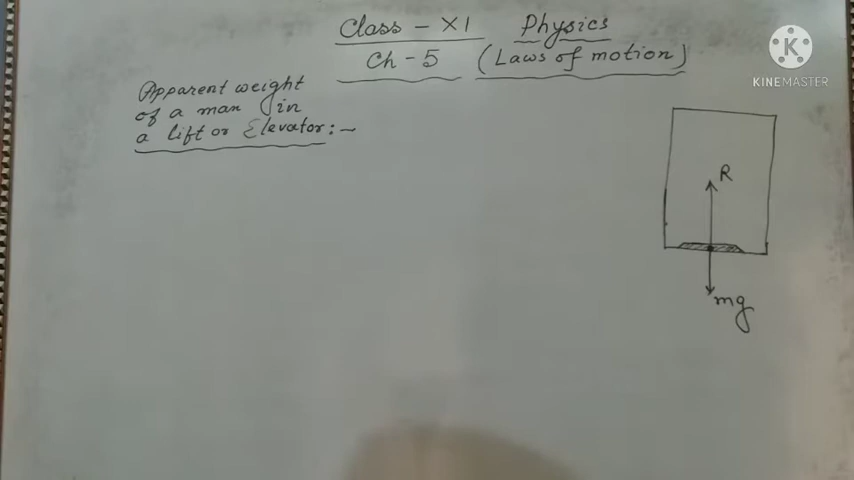 Class - XI Physics
Ch - 5 (Laws of motion)
K
KINEMASTER
Apparent weight
of a man in
a lift or Elevator : -
R
mg